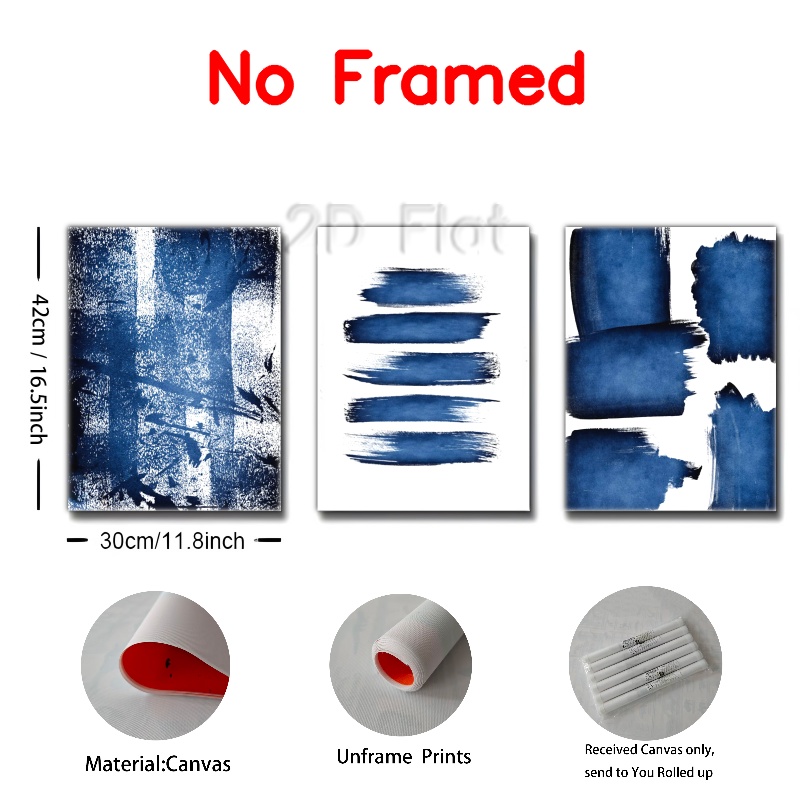 No Framed
2D Flat
42cm / 16.5inch
30cm/11.8inch
Material:Canvas
Unframe Prints
Received Canvas only,
send to You Rolled up